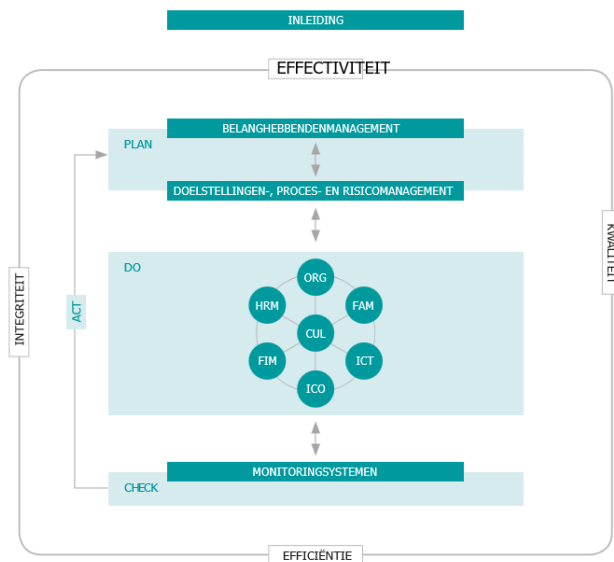 INLEIDING
EFFECTIVITEIT
BELANGHEBBENDENMANAGEMENT
PLAN
DOELSTELLINGEN-, PROCES- EN RISICOMANAGEMENT
KWALITEIT
DO
ORG
HRM
FAM
INTEGRITEIT
ACT
CUL
FIM
ICT
ICO
MONITORINGSYSTEMEN
CHECK
EFFICIËNTIE